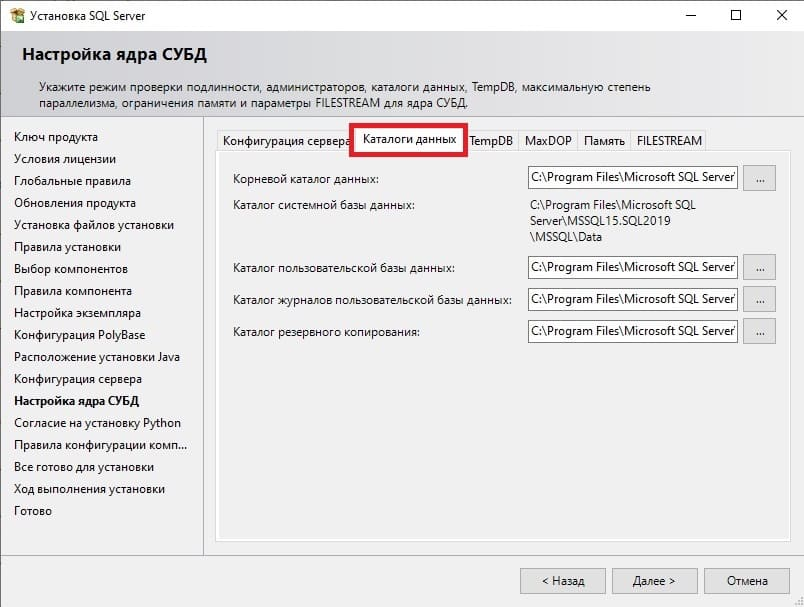 Установка SQL Server
Настройка ядра СУБД
Укажите режим проверки подлинности, администраторов, каталоги данных, TempDB, максимальную степень
параллелизма, ограничения памяти и параметры FILESTREAM для ядра СУБД.
Ключ продукта
Условия лицензии
Глобальные правила
Обновления продукта
Установка файлов установки
Правила установки
Выбор компонентов
Правила компонента
Настройка экземпляра
Конфигурация PolyBase
Расположение установки Java
Конфигурация сервера
Настройка ядра СУБД
Согласие на установку Python
Правила конфигурации комп...
Все готово для установки
Ход выполнения установки
Готово
Конфигурация сервера Каталоги данных TempDB MaxDOP Память FILESTREAM
Корневой каталог данных: C:\Program Files\Microsoft SQL Server\ ...
Каталог системной базы данных: C:\Program Files\Microsoft SQL
Server\MSSQL15.SQL2019
\MSSQL\Data
Каталог пользовательской базы данных: C:\Program Files\Microsoft SQL Server\ ...
Каталог журналов пользовательской базы данных: C:\Program Files\Microsoft SQL Server\ ...
Каталог резервного копирования: C:\Program Files\Microsoft SQL Server\ ...
< Назад Далее > Отмена